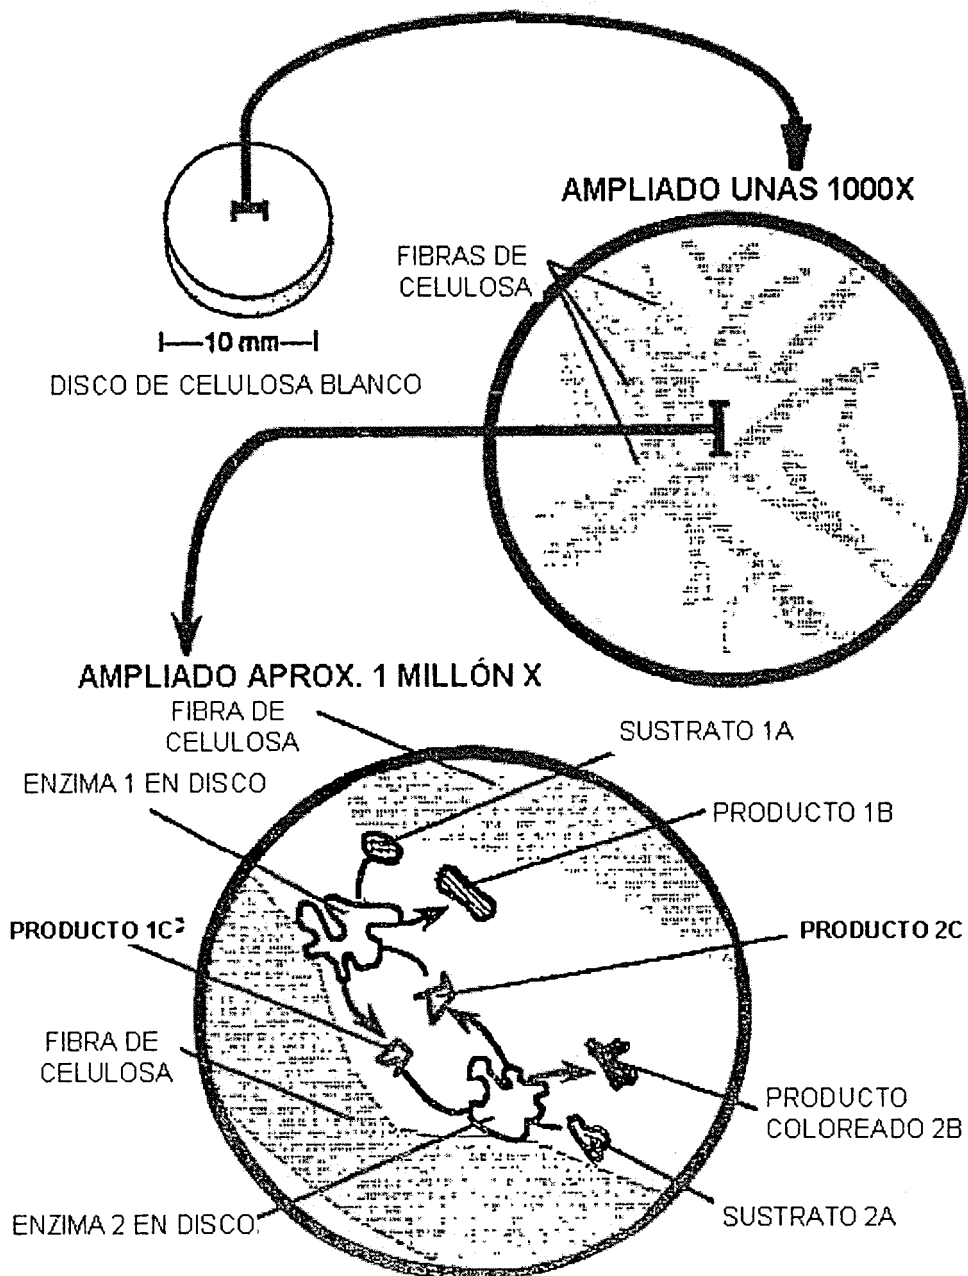 AMPLIADO UNAS 1000X
FIBRAS DE
CELULOSA
10 mm
DISCO DE CELULOSA BLANCO
AMPLIADO APROX. 1 MILLÓN X
FIBRA DE
CELULOSA
SUSTRATO 1A
ENZIMA 1 EN DISCO
PRODUCTO 1B
PRODUCTO 1C²
PRODUCTO 2C
FIBRA DE
CELULOSA
PRODUCTO
COLOREADO 2B
ENZIMA 2 EN DISCO.
SUSTRATO 2A